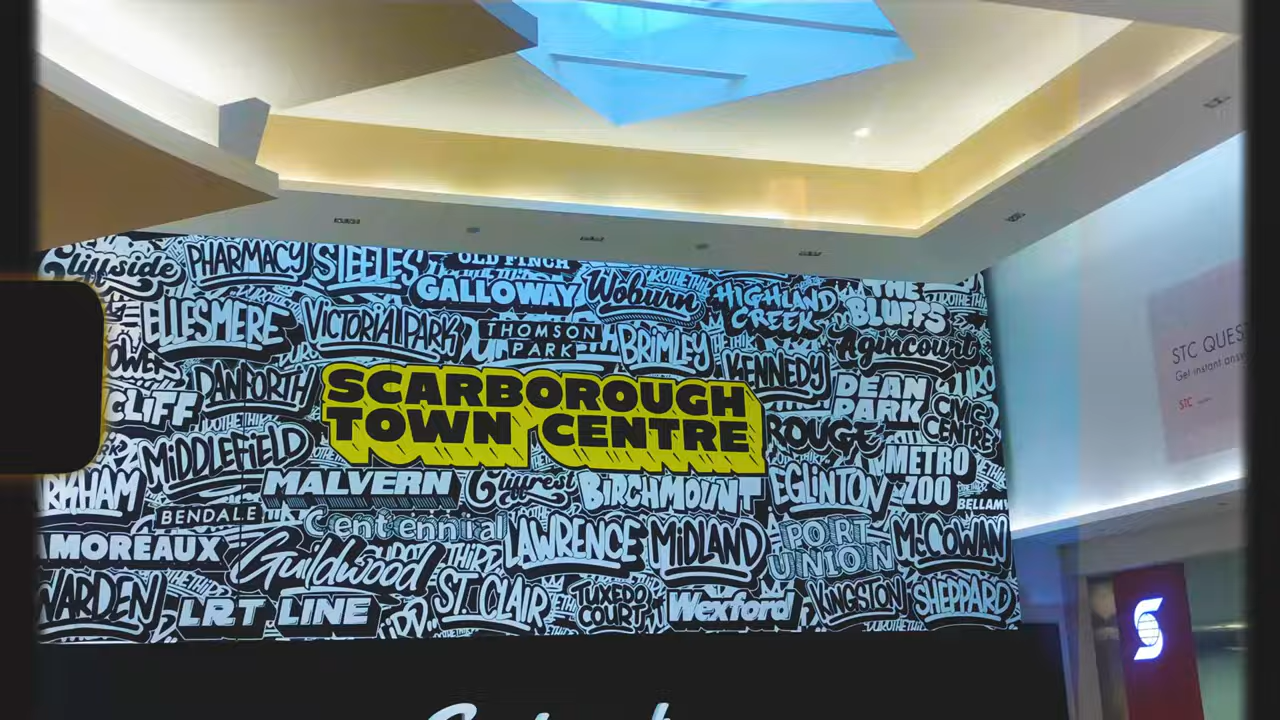 Cliffside
PHARMACY
STEELES
OLD FINCH
GALLOWAY
Woburn
HIGHLAND
CREEK
THE
BLUFFS
ELLESMERE
VICTORIA PARK
THOMSON
PARK
BRIMLEY
Agincourt
KENNEDY
DANFORTH
CLIFF
SCARBOROUGH
TOWN CENTRE
DEAN
PARK
CIVIC
CENTRE
ROUGE
METRO
ZOO
MIDDLEFIELD
MALVERN
Cliffcrest
BIRCHMOUNT
EGLINTON
BELLAMY
RKHAM
BENDALE
Centennial
LAWRENCE
MIDLAND
PORT
UNION
McCOWAN
AMOREAUX
Guildwood
WARDEN
LRT LINE
ST. CLAIR
TUXEDO
COURT
Wexford
KINGSTON
SHEPPARD
STC QUES
Get instant answ
STC
S